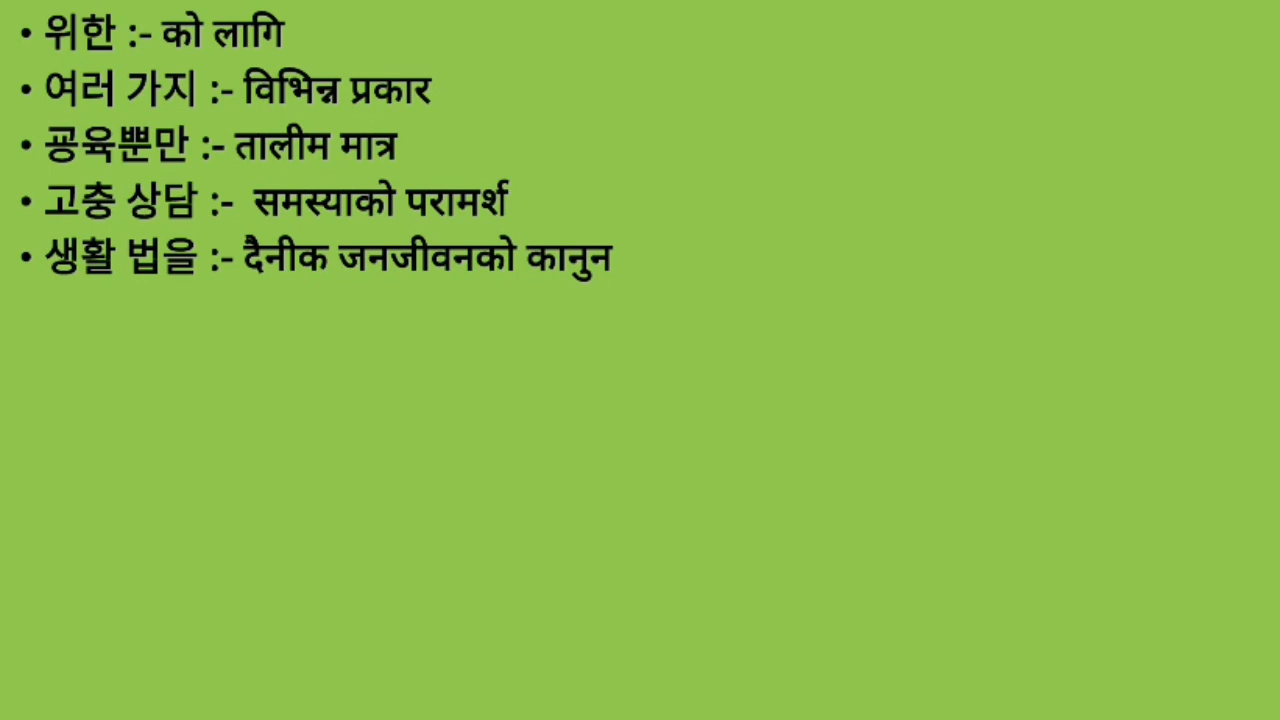 • 위한 :- को लागि
• 여러 가지 :- विभिन्न प्रकार
• 굥육뿐만 :- तालीम मात्र
• 고충 상담 :- समस्याको परामर्श
• 생활 법을 :- दैनीक जनजीवनको कानुन